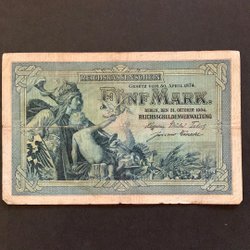 REICHSKASSENSCHEIN
GESETZ VOM 30. APRIL 1874
FÜNF MARK
BERLIN, DEN 31. OKTOBER 1904
REICHSSCHULDENVERWALTUNG